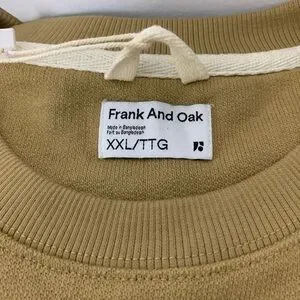 Frank And Oak
Made in Bangladesh
Fait au Bangladesh
XXL/TTG